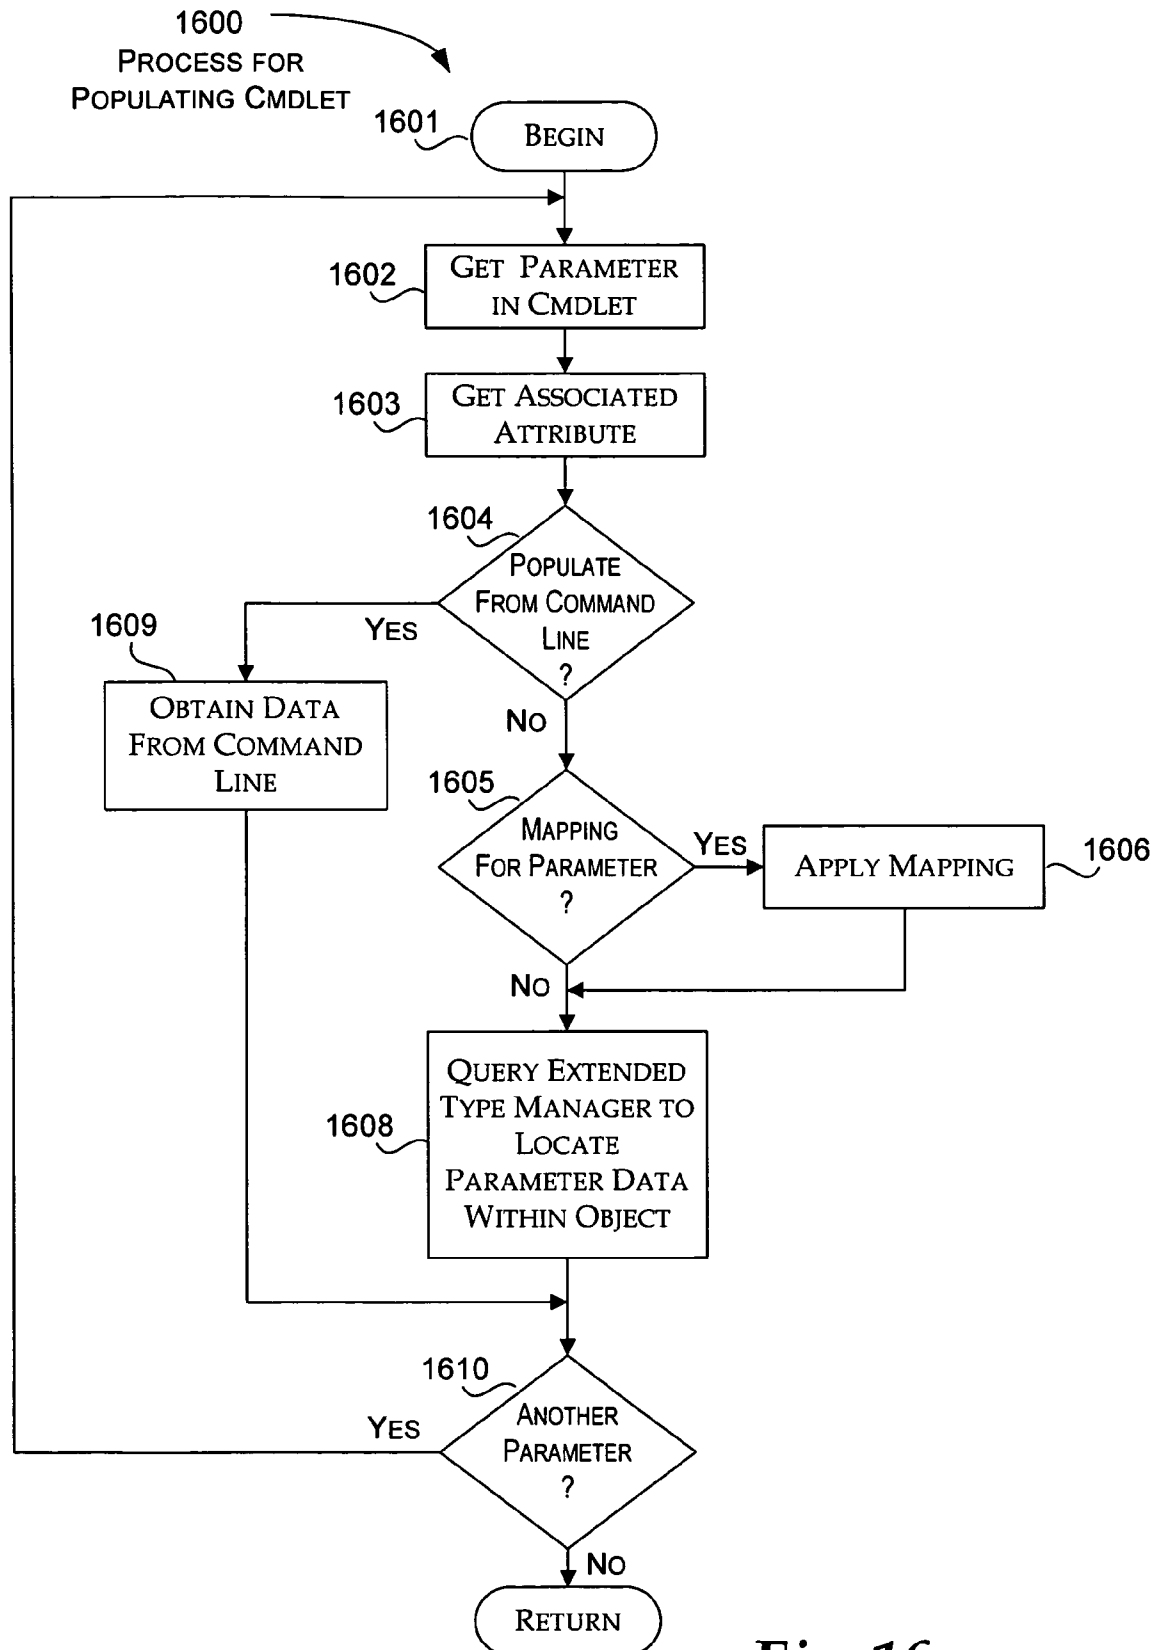 1600
PROCESS FOR
POPULATING CMDLET
1601
BEGIN
1602
GET PARAMETER
IN CMDLET
1603
GET ASSOCIATED
ATTRIBUTE
1604
POPULATE
FROM COMMAND
LINE
?
YES
NO
1609
OBTAIN DATA
FROM COMMAND
LINE
1605
MAPPING
FOR PARAMETER
?
YES
NO
APPLY MAPPING
1606
1608
QUERY EXTENDED
TYPE MANAGER TO
LOCATE
PARAMETER DATA
WITHIN OBJECT
1610
ANOTHER
PARAMETER
?
YES
NO
RETURN
Fig. 16